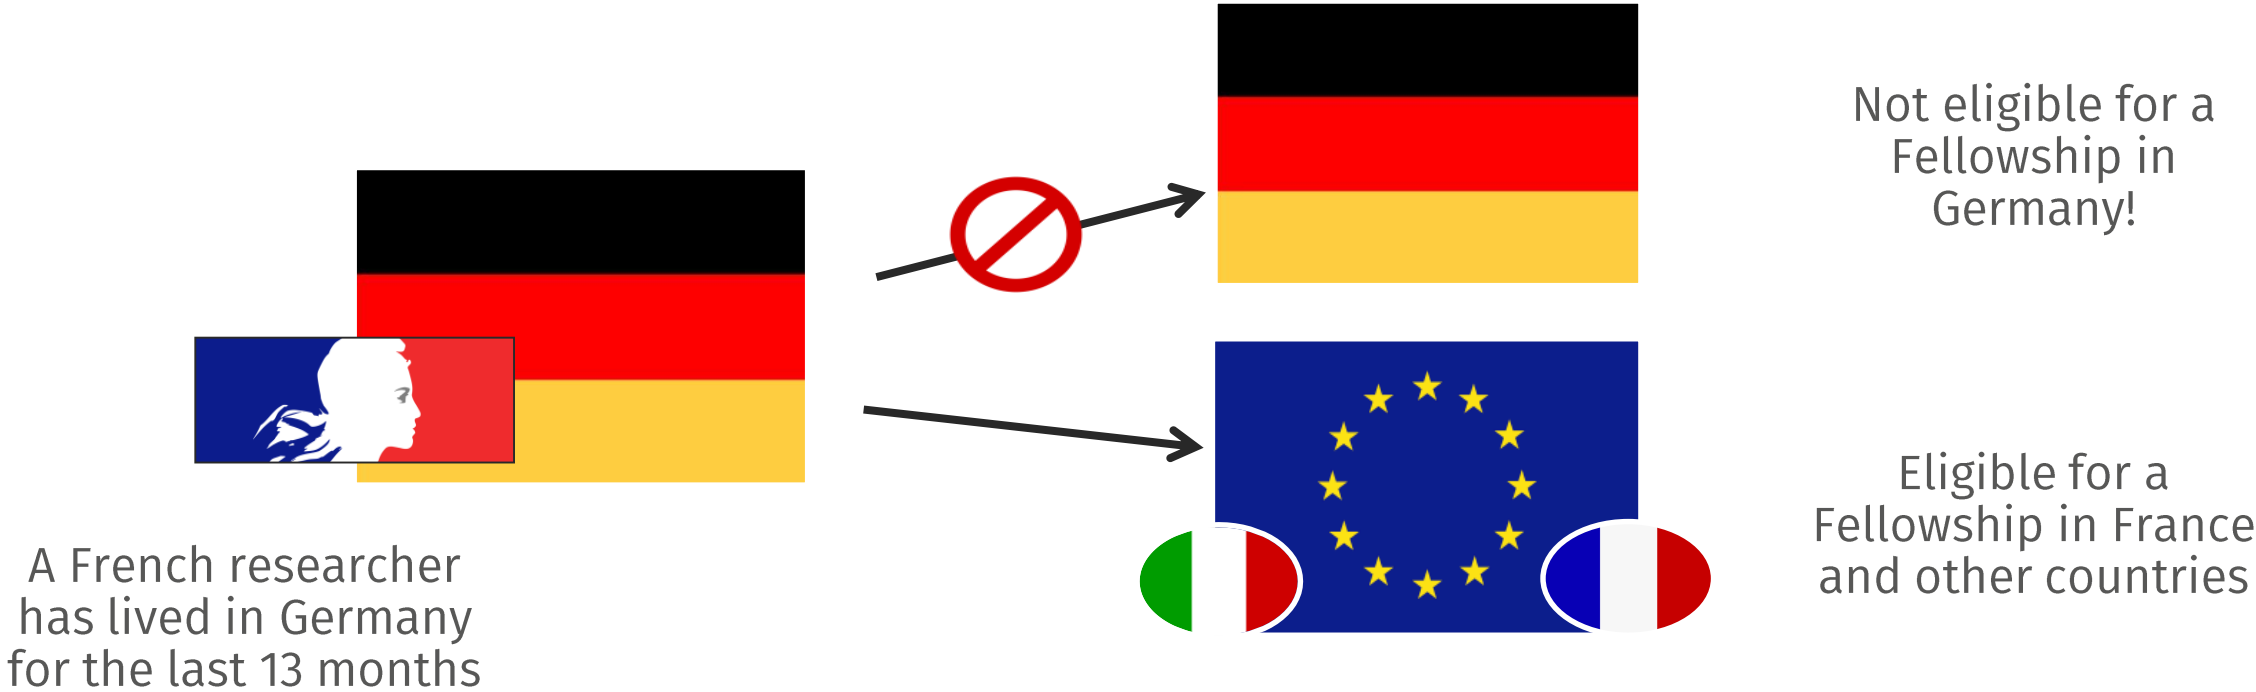 Not eligible for a
Fellowship in
Germany!
A French researcher
has lived in Germany
for the last 13 months
Eligible for a
Fellowship in France
and other countries